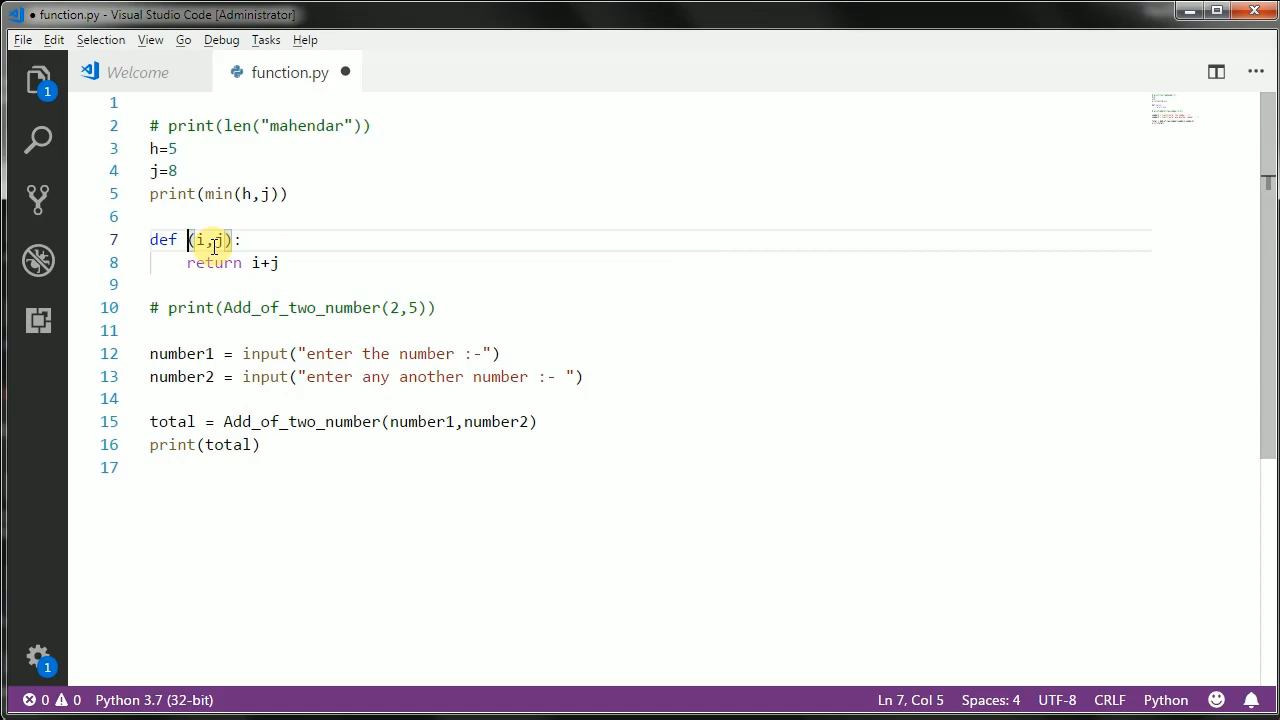 ● function.py - Visual Studio Code [Administrator]
File Edit Selection View Go Debug Tasks Help
Welcome function.py ●
1
2 # print(len("mahendar"))
3 h=5
4 j=8
5 print(min(h,j))
6
7 def (i,j):
8 return i+j
9
10 # print(Add_of_two_number(2,5))
11
12 number1 = input("enter the number :-")
13 number2 = input("enter any another number :- ")
14
15 total = Add_of_two_number(number1,number2)
16 print(total)
17
1
1
0 0 Python 3.7 (32-bit) Ln 7, Col 5 Spaces: 4 UTF-8 CRLF Python